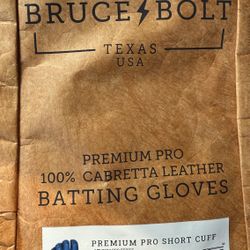 BRUCE BOLT
TEXAS
USA
PREMIUM PRO
100% CABRETTA LEATHER
BATTING GLOVES
PREMIUM PRO SHORT CUFF